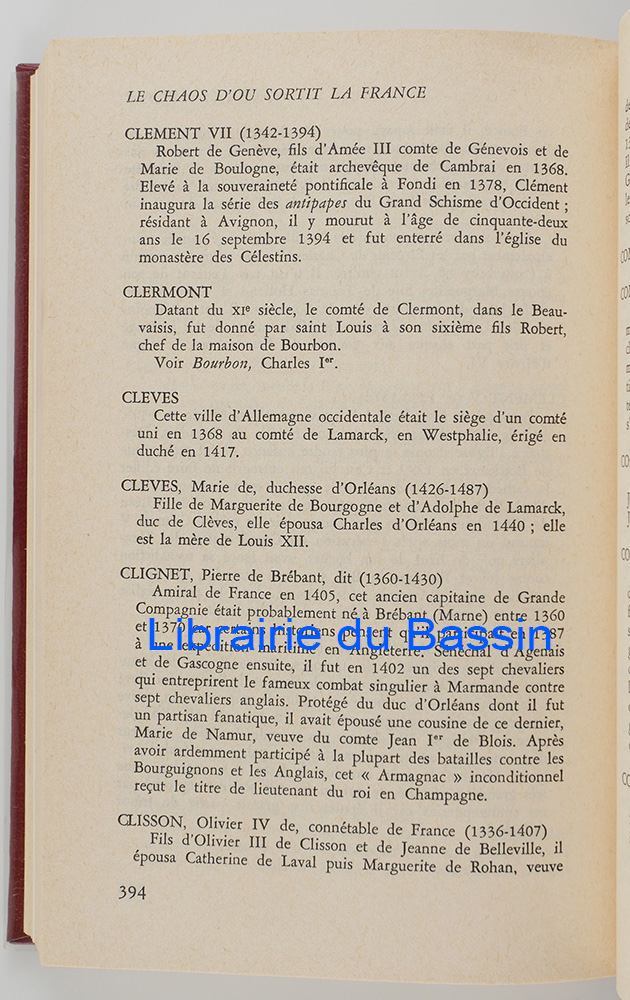 LE CHAOS D'OU SORTIT LA FRANCE
CLEMENT VII (1342-1394)
Robert de Genève, fils d'Amée III comte de Génevois et de
Marie de Boulogne, était archevêque de Cambrai en 1368.
Elevé à la souveraineté pontificale à Fondi en 1378, Clément
inaugura la série des antipapes du Grand Schisme d'Occident ;
résidant à Avignon, il y mourut à l'âge de cinquante-deux
ans le 16 septembre 1394 et fut enterré dans l'église du
monastère des Célestins.
CLERMONT
Datant du XIe siècle, le comté de Clermont, dans le Beau-
vaisis, fut donné par saint Louis à son sixième fils Robert,
chef de la maison de Bourbon.
Voir Bourbon, Charles Ier.
CLEVES
Cette ville d'Allemagne occidentale était le siège d'un comté
uni en 1368 au comté de Lamarck, en Westphalie, érigé en
duché en 1417.
CLEVES, Marie de, duchesse d'Orléans (1426-1487)
Fille de Marguerite de Bourgogne et d'Adolphe de Lamarck,
duc de Clèves, elle épousa Charles d'Orléans en 1440 ; elle
est la mère de Louis XII.
CLIGNET, Pierre de Brébant, dit (1360-1430)
Amiral de France en 1405, cet ancien capitaine de Grande
Compagnie était probablement né à Brébant (Marne) entre 1360
et 1370 car certains historiens pensent qu'il participa en 1387
à une expédition maritime en Angleterre. Sénéchal d'Agenais
et de Gascogne ensuite, il fut en 1402 un des sept chevaliers
qui entreprirent le fameux combat singulier à Marmande contre
sept chevaliers anglais. Protégé du duc d'Orléans dont il fut
un partisan fanatique, il avait épousé une cousine de ce dernier,
Marie de Namur, veuve du comte Jean Ier de Blois. Après
avoir ardemment participé à la plupart des batailles contre les
Bourguignons et les Anglais, cet « Armagnac » inconditionnel
reçut le titre de lieutenant du roi en Champagne.
CLISSON, Olivier IV de, connétable de France (1336-1407)
Fils d'Olivier III de Clisson et de Jeanne de Belleville, il
épousa Catherine de Laval puis Marguerite de Rohan, veuve
394
Librairie du Bassin